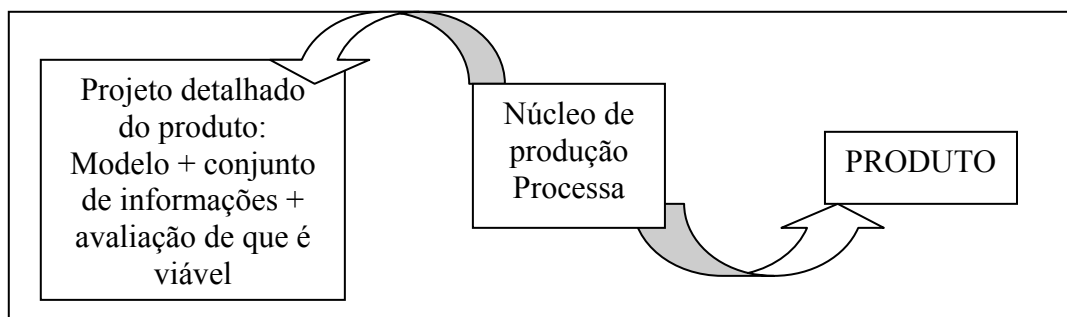 Projeto detalhado
do produto:
Modelo + conjunto
de informações +
avaliação de que é
viável
Núcleo de
produção
Processa
PRODUTO